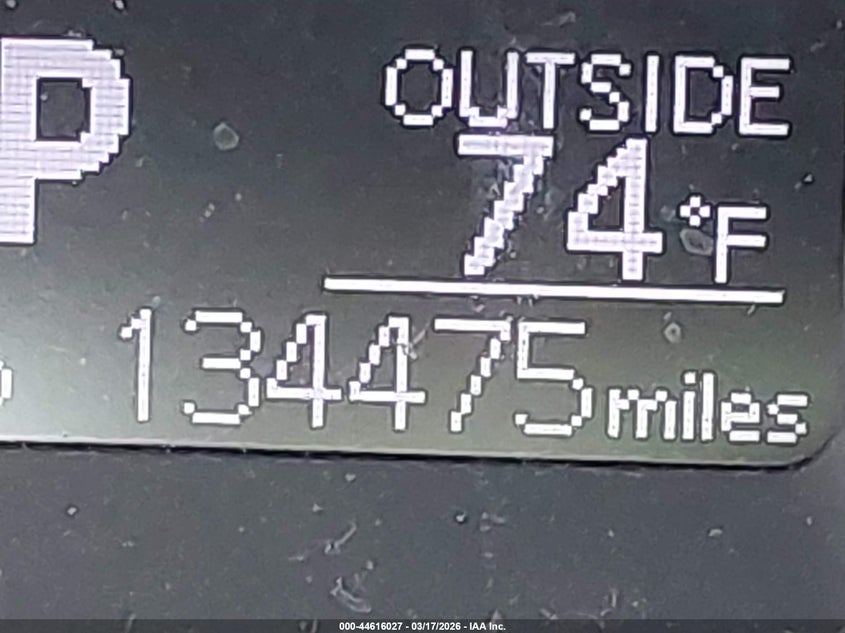 P
OUTSIDE
74°F
134475 miles
000-44616027 - 03/17/2026 - IAA Inc.